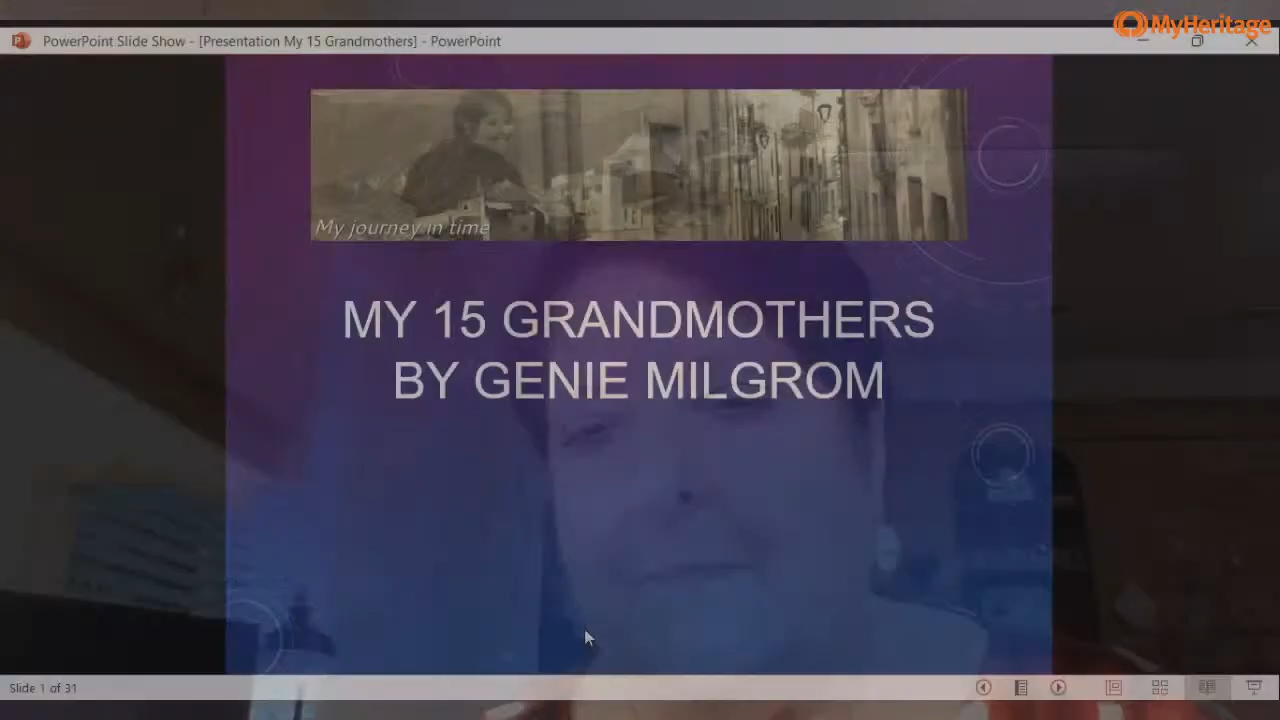 MyHeritage
PowerPoint Slide Show - [Presentation My 15 Grandmothers] - PowerPoint
My journey in time
MY 15 GRANDMOTHERS
BY GENIE MILGROM
Slide 1 of 31